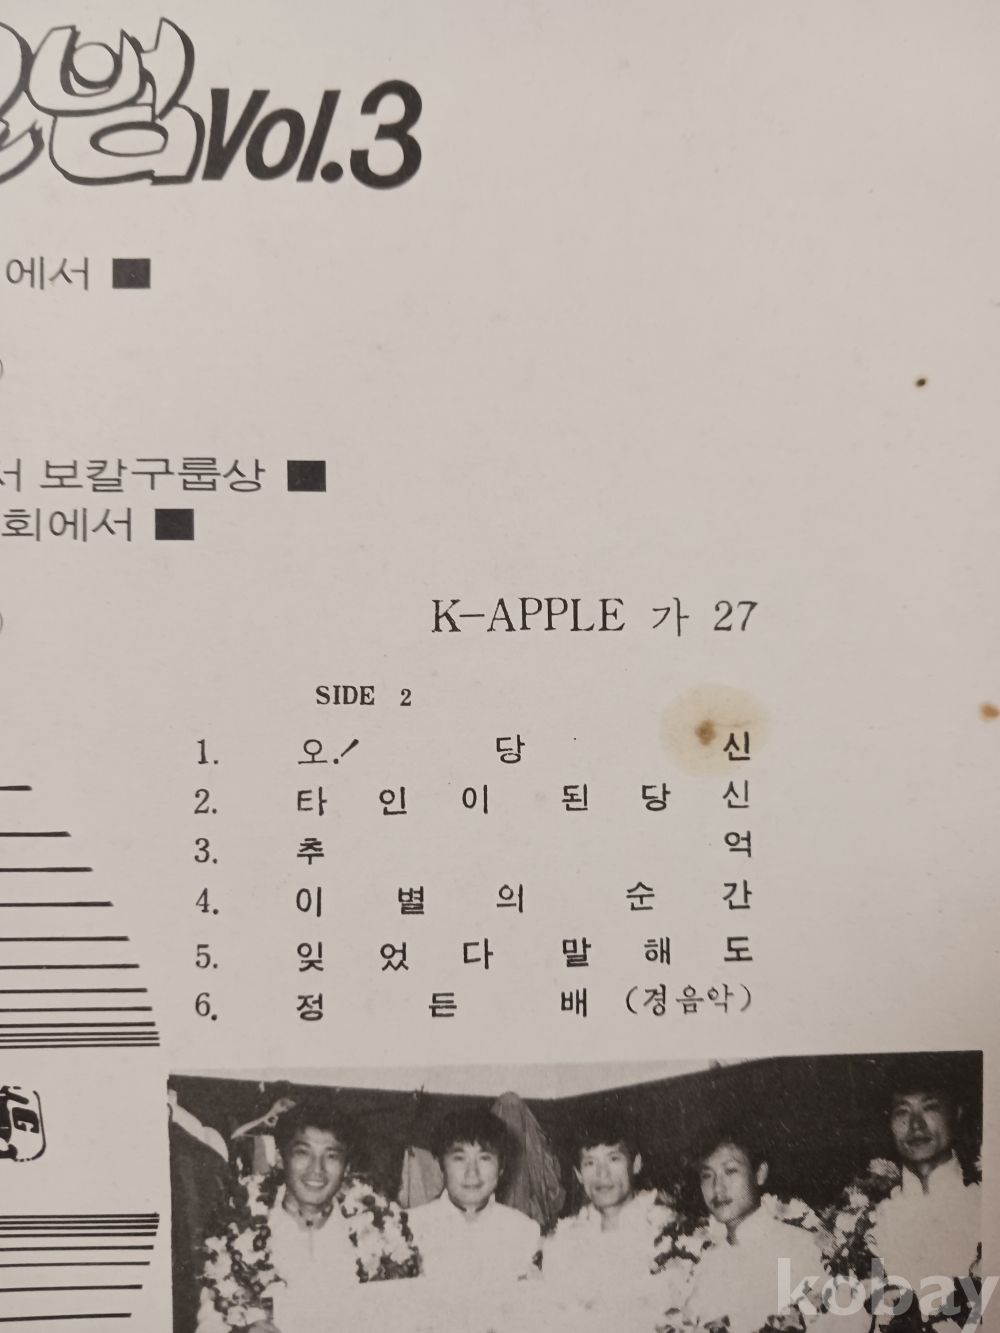 범 Vol.3
에서 ■
서 보칼구룹상 ■
회에서 ■
K-APPLE 가 27
SIDE 2
1. 오! 당 신
2. 타 인 이 된 당 신
3. 추 억
4. 이 별 의 순 간
5. 잊 었 다 말 해 도
6. 정 든 배 (경음악)
kobay